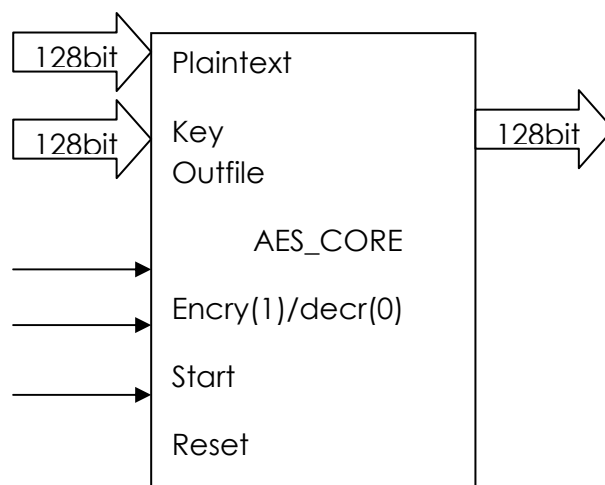 128bit
Plaintext
128bit
Key
128bit
Outfile
AES_CORE
Encry(1)/decr(0)
Start
Reset